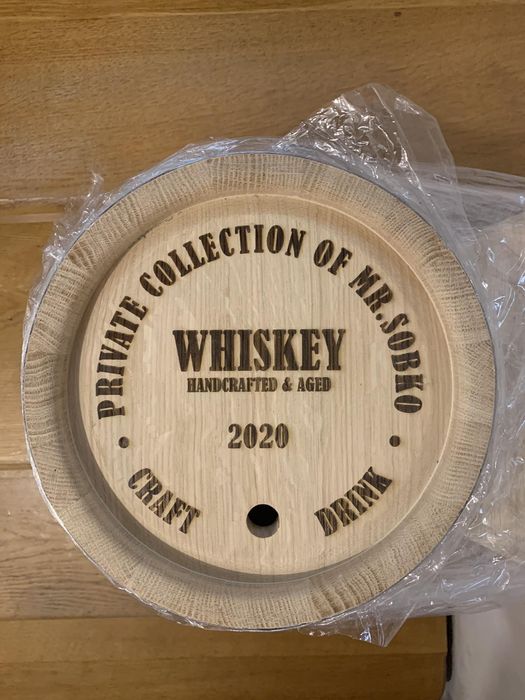 PRIVATE COLLECTION OF MR.SOBKO
WHISKEY
HANDCRAFTED & AGED
2020
CRAFT
DRINK